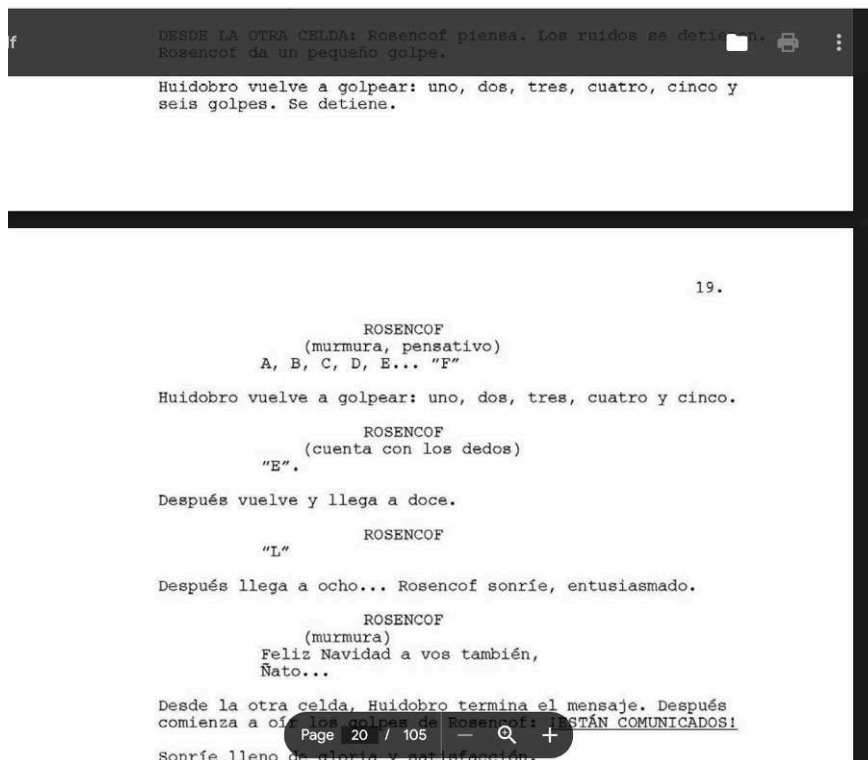 f
DESDE LA OTRA CELDA: Rosencof piensa. Los ruidos se detienen.
Rosencof da un pequeño golpe.
Huidobro vuelve a golpear: uno, dos, tres, cuatro, cinco y
seis golpes. Se detiene.
19.
ROSENCOF
(murmura, pensativo)
A, B, C, D, E... "F"
Huidobro vuelve a golpear: uno, dos, tres, cuatro y cinco.
ROSENCOF
(cuenta con los dedos)
"E".
Después vuelve y llega a doce.
ROSENCOF
"L"
Después llega a ocho... Rosencof sonríe, entusiasmado.
ROSENCOF
(murmura)
Feliz Navidad a vos también,
Ñato...
Desde la otra celda, Huidobro termina el mensaje. Después
comienza a oír los golpes de Rosencof: ¡ESTÁN COMUNICADOS!
Page 20 / 105
Sonríe lleno de gloria y satisfacción.